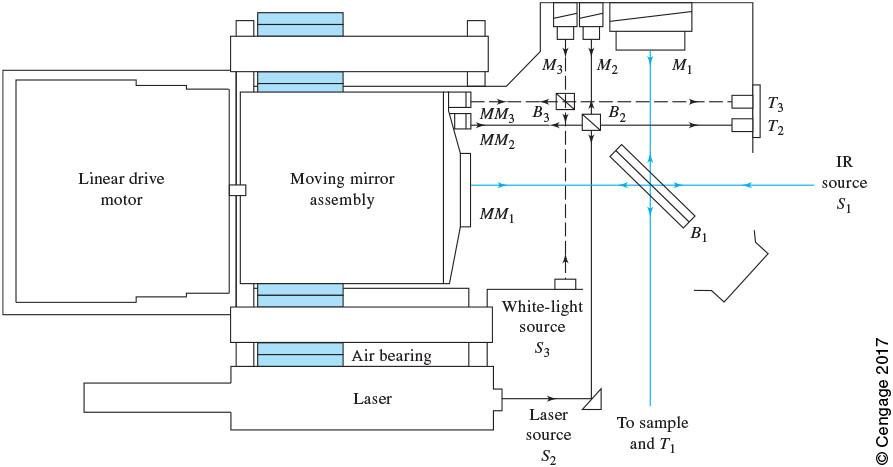 M3
M2
M1
MM3
B3
B2
T3
T2
MM2
Linear drive
motor
Moving mirror
assembly
IR
source
S1
MM1
B1
White-light
source
S3
Air bearing
Laser
Laser
source
S2
To sample
and T1
© Cengage 2017